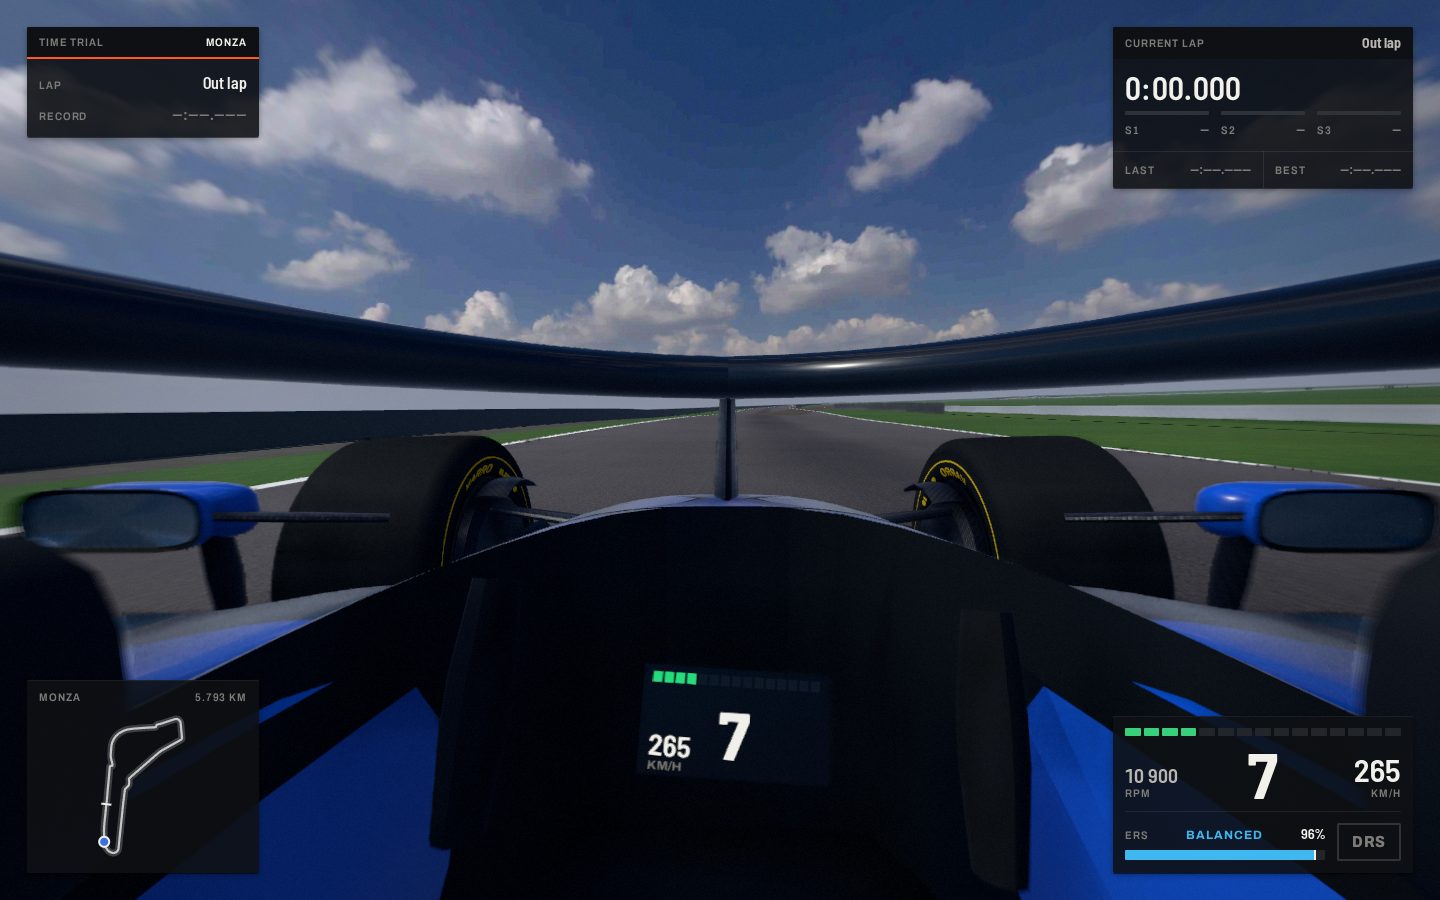 TIME TRIAL MONZA
LAP Out lap
RECORD —:——.———
CURRENT LAP Out lap
0:00.000
S1 — S2 — S3 —
LAST —:——.——— BEST —:——.———
MONZA 5.793 KM
265 7
KM/H
10 900 7 265
RPM KM/H
ERS BALANCED 96% DRS